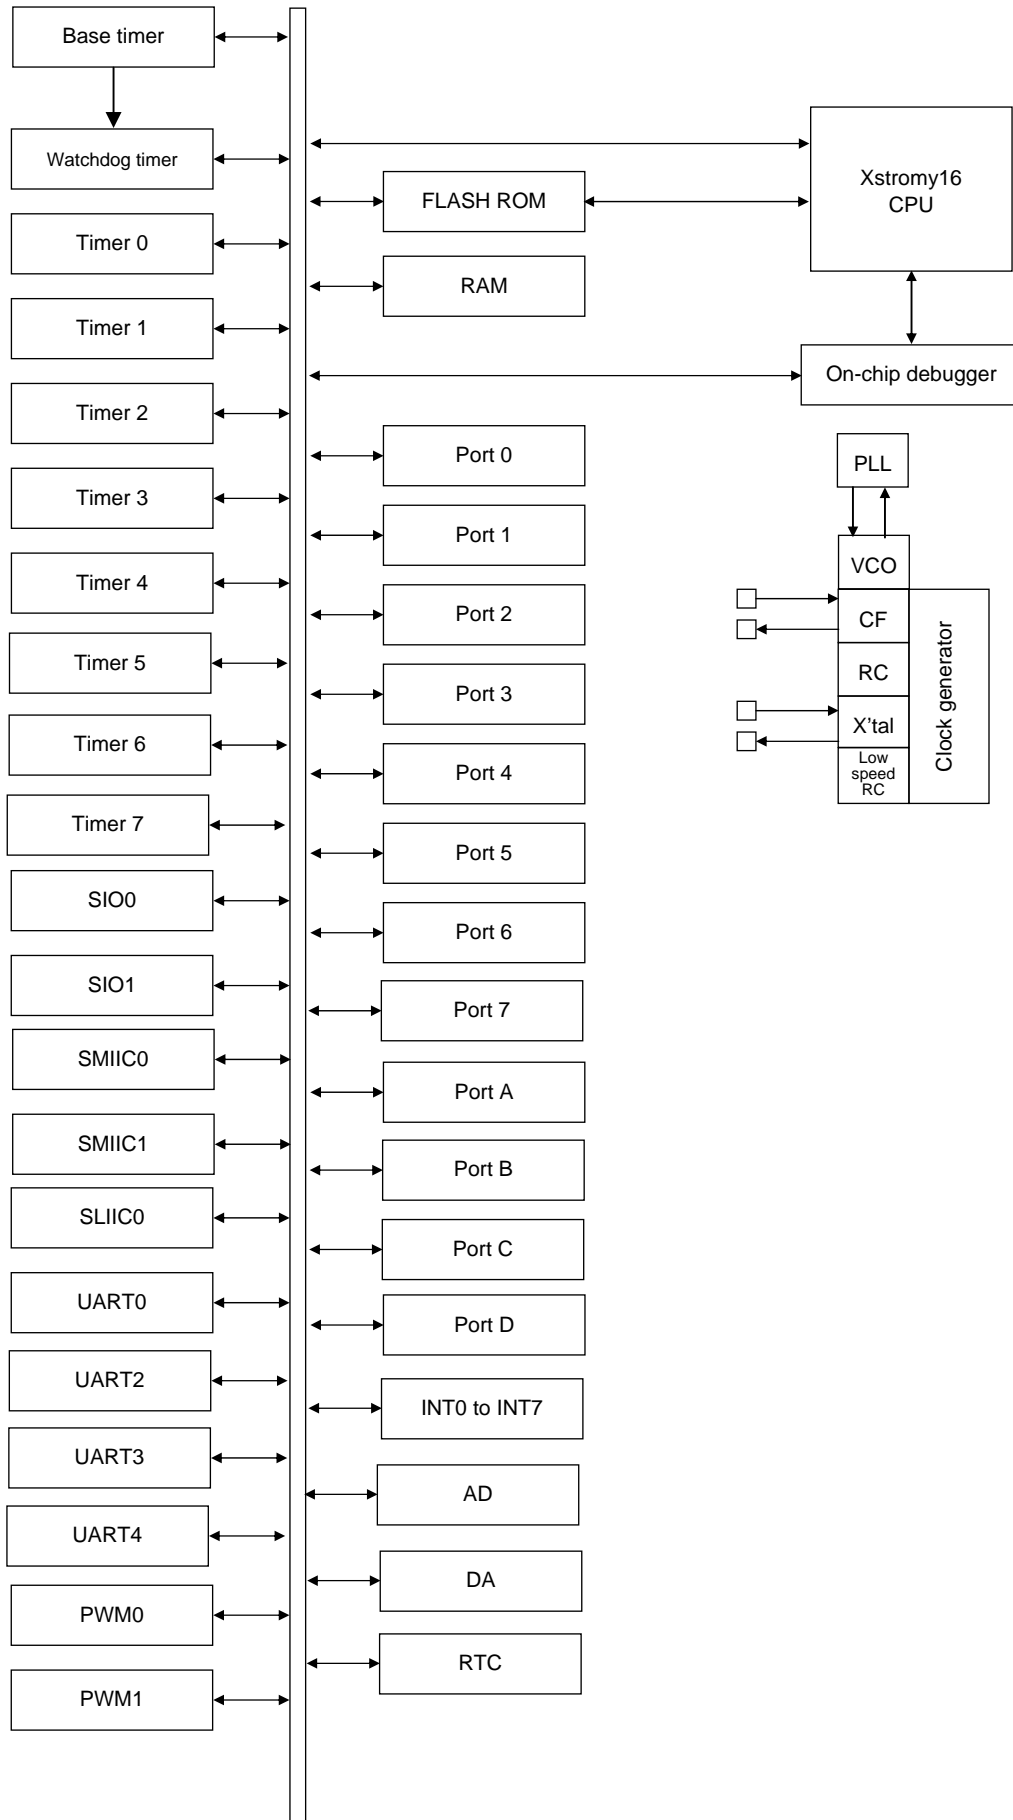 Base timer
Watchdog timer
Timer 0
Timer 1
Timer 2
Timer 3
Timer 4
Timer 5
Timer 6
Timer 7
SIO0
SIO1
SMIIC0
SMIIC1
SLIIC0
UART0
UART2
UART3
UART4
PWM0
PWM1
FLASH ROM
RAM
Port 0
Port 1
Port 2
Port 3
Port 4
Port 5
Port 6
Port 7
Port A
Port B
Port C
Port D
INT0 to INT7
AD
DA
RTC
Xstromy16
CPU
On-chip debugger
PLL
VCO
CF
RC
X’tal
Low
speed
RC
Clock generator